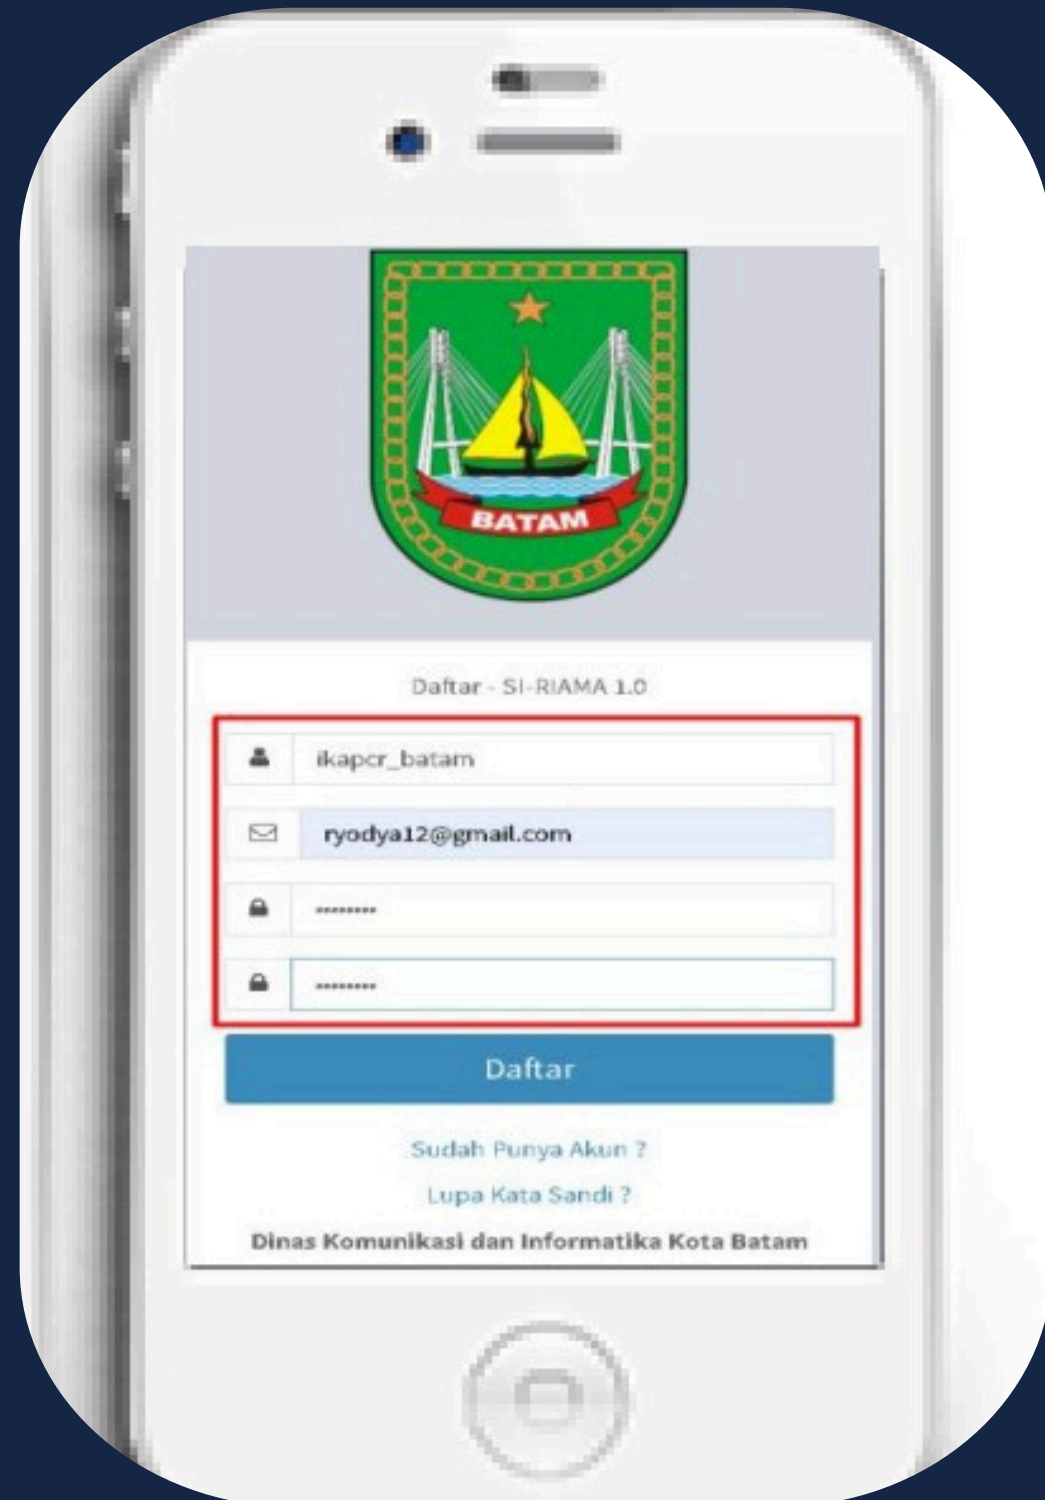 BATAM
Daftar - SI-RIAMA 1.0
ikapcr_batam
ryodya12@gmail.com
--------
--------
Daftar
Sudah Punya Akun ?
Lupa Kata Sandi ?
Dinas Komunikasi dan Informatika Kota Batam